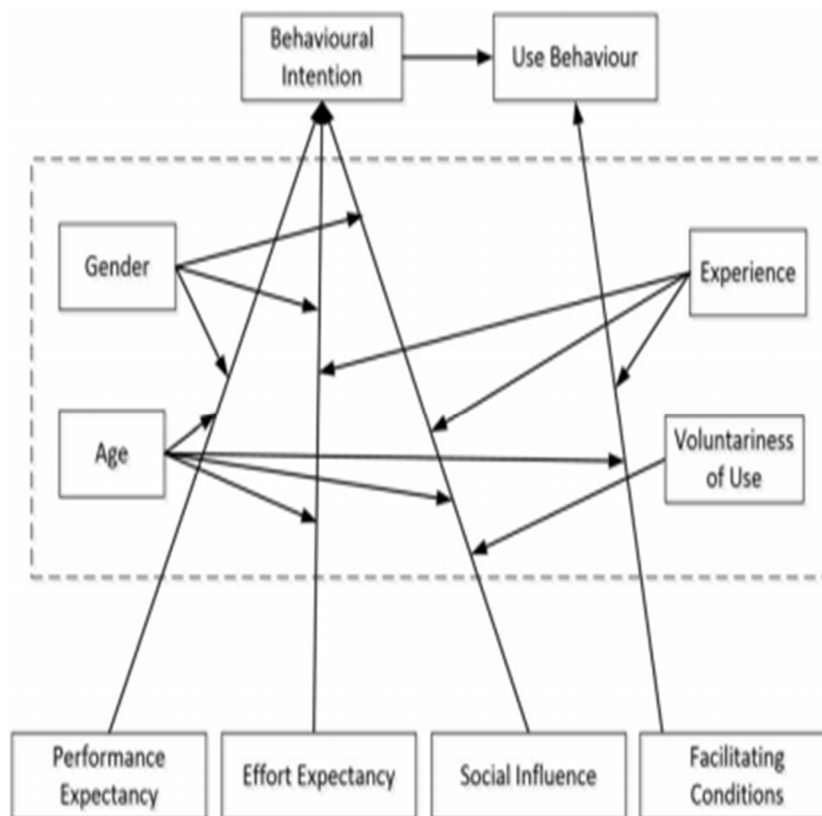 Behavioural
Intention
Use Behaviour
Gender
Experience
Age
Voluntariness
of Use
Performance
Expectancy
Effort Expectancy
Social Influence
Facilitating
Conditions